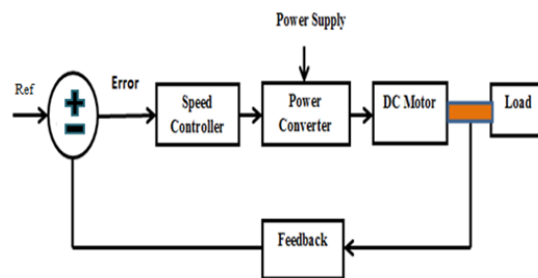 Power Supply
Ref
Error
Speed
Controller
Power
Converter
DC Motor
Load
Feedback